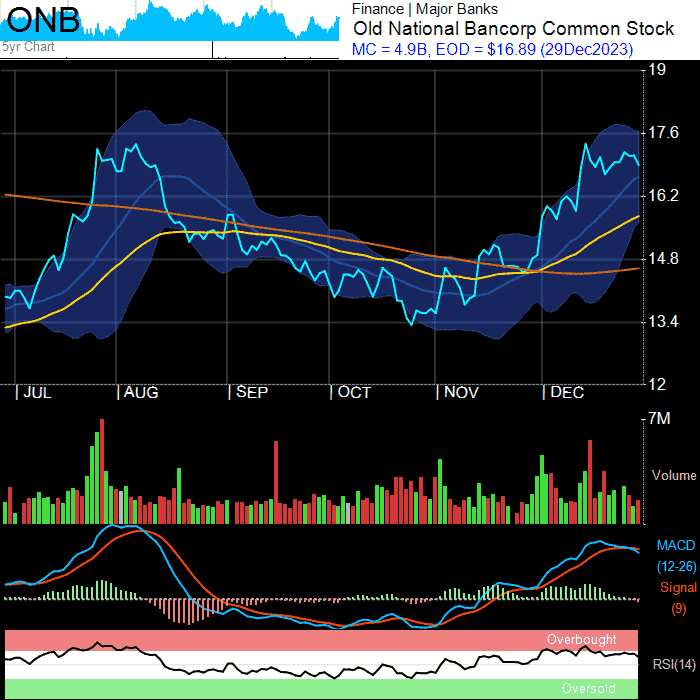 ONB
5yr Chart
Finance | Major Banks
Old National Bancorp Common Stock
MC = 4.9B, EOD = $16.89 (29Dec2023)
19
17.6
16.2
14.8
13.4
12
JUL AUG SEP OCT NOV DEC
7M
Volume
MACD
(12-26)
Signal
(9)
Overbought
RSI(14)
Oversold